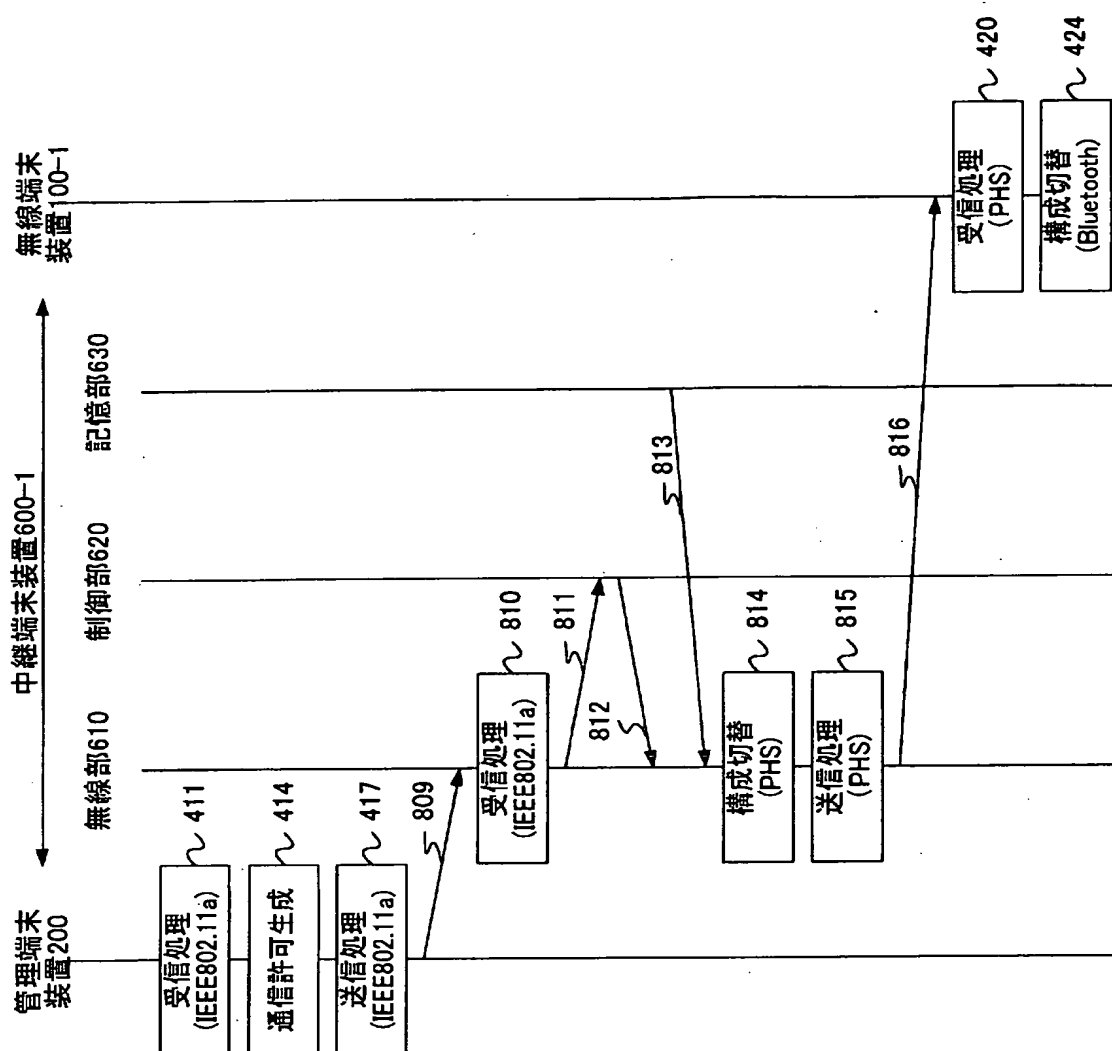 管理端末
装置200
中継端末装置600-1
無線部610
制御部620
記憶部630
無線端末
装置100-1
受信処理
(IEEE802.11a)
411
通信許可生成
414
送信処理
(IEEE802.11a)
417
809
受信処理
(IEEE802.11a)
810
811
812
813
構成切替
(PHS)
814
送信処理
(PHS)
815
816
受信処理
(PHS)
420
構成切替
(Bluetooth)
424